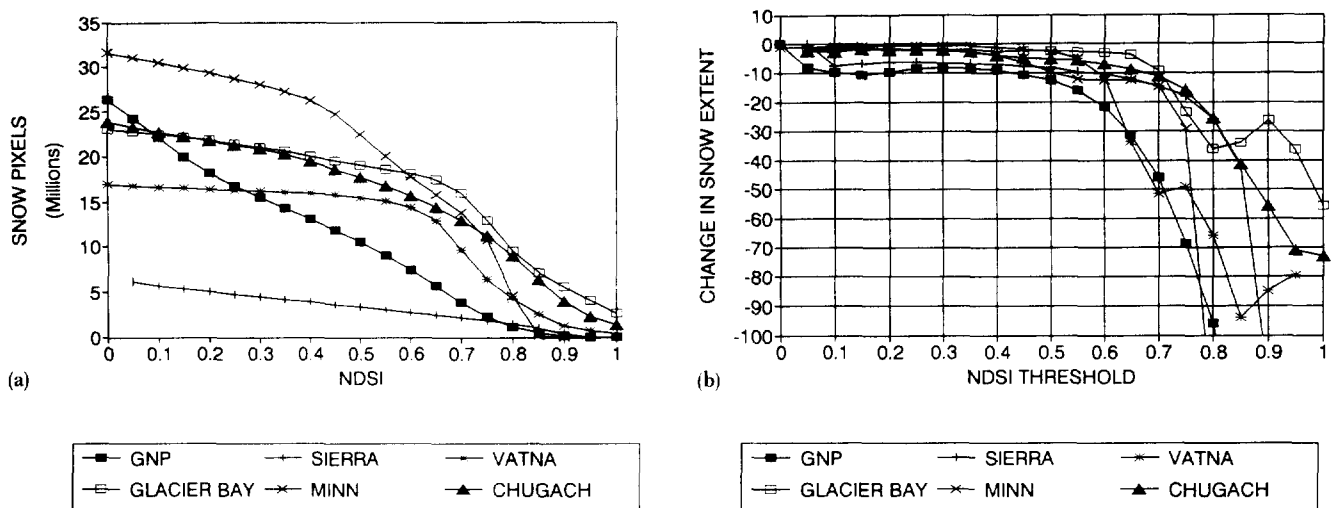 SNOW PIXELS
(Millions)
35
30
25
20
15
10
5
0
0 0.1 0.2 0.3 0.4 0.5 0.6 0.7 0.8 0.9 1
NDSI
(a)
GNP SIERRA VATNA
GLACIER BAY MINN CHUGACH
CHANGE IN SNOW EXTENT
10
0
-10
-20
-30
-40
-50
-60
-70
-80
-90
-100
0 0.1 0.2 0.3 0.4 0.5 0.6 0.7 0.8 0.9 1
NDSI THRESHOLD
(b)
GNP SIERRA VATNA
GLACIER BAY MINN CHUGACH